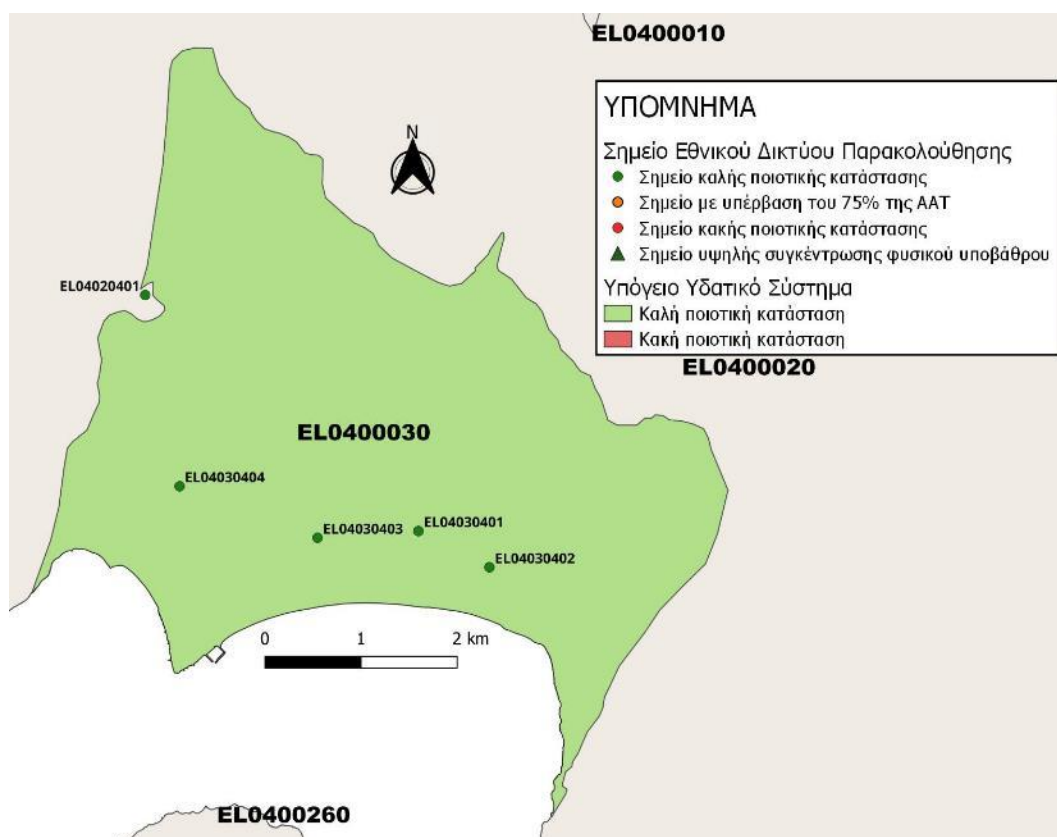 EL0400010
ΥΠΟΜΝΗΜΑ
Σημείο Εθνικού Δικτύου Παρακολούθησης
Σημείο καλής ποιοτικής κατάστασης
Σημείο με υπέρβαση του 75% της ΑΑΤ
Σημείο κακής ποιοτικής κατάστασης
Σημείο υψηλής συγκέντρωσης φυσικού υποβάθρου
Υπόγειο Υδατικό Σύστημα
Καλή ποιοτική κατάσταση
Κακή ποιοτική κατάσταση
N
EL04020401
EL0400020
EL0400030
EL04030404
EL04030403
EL04030401
EL04030402
0 1 2 km
EL0400260